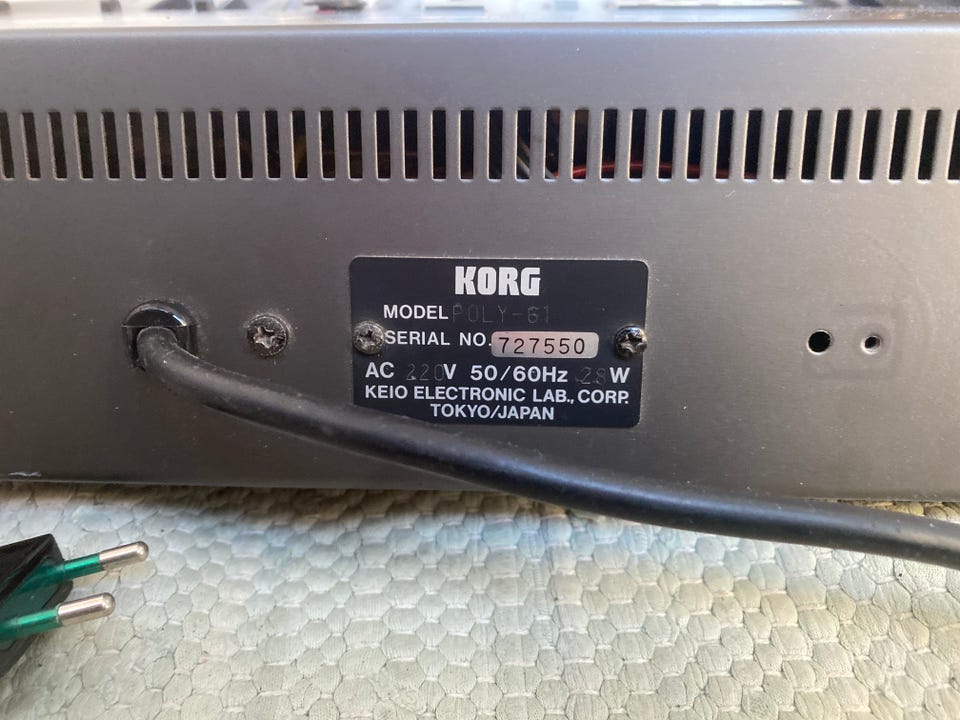 KORG
MODEL POLY-61
SERIAL NO. 727550
AC 220V 50/60Hz 28W
KEIO ELECTRONIC LAB., CORP.
TOKYO/JAPAN